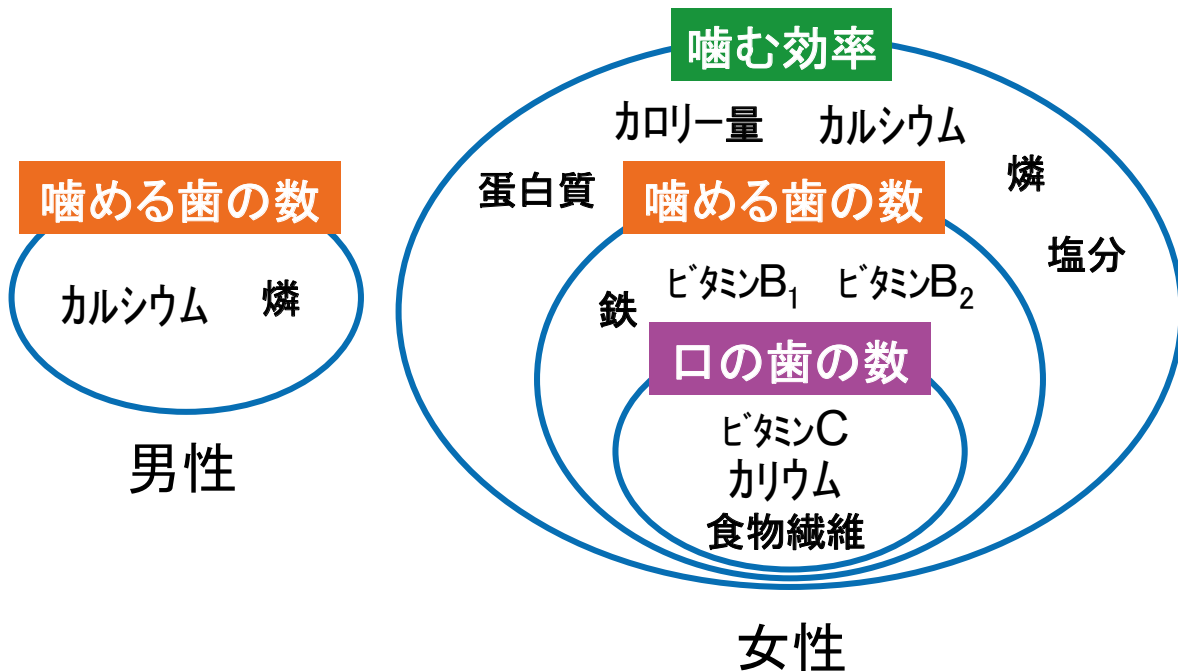 噛める歯の数
カルシウム 燐
男性
噛む効率
カロリー量 カルシウム
蛋白質
燐
塩分
噛める歯の数
ビタミンB₁ ビタミンB₂
鉄
口の歯の数
ビタミンC
カリウム
食物繊維
女性